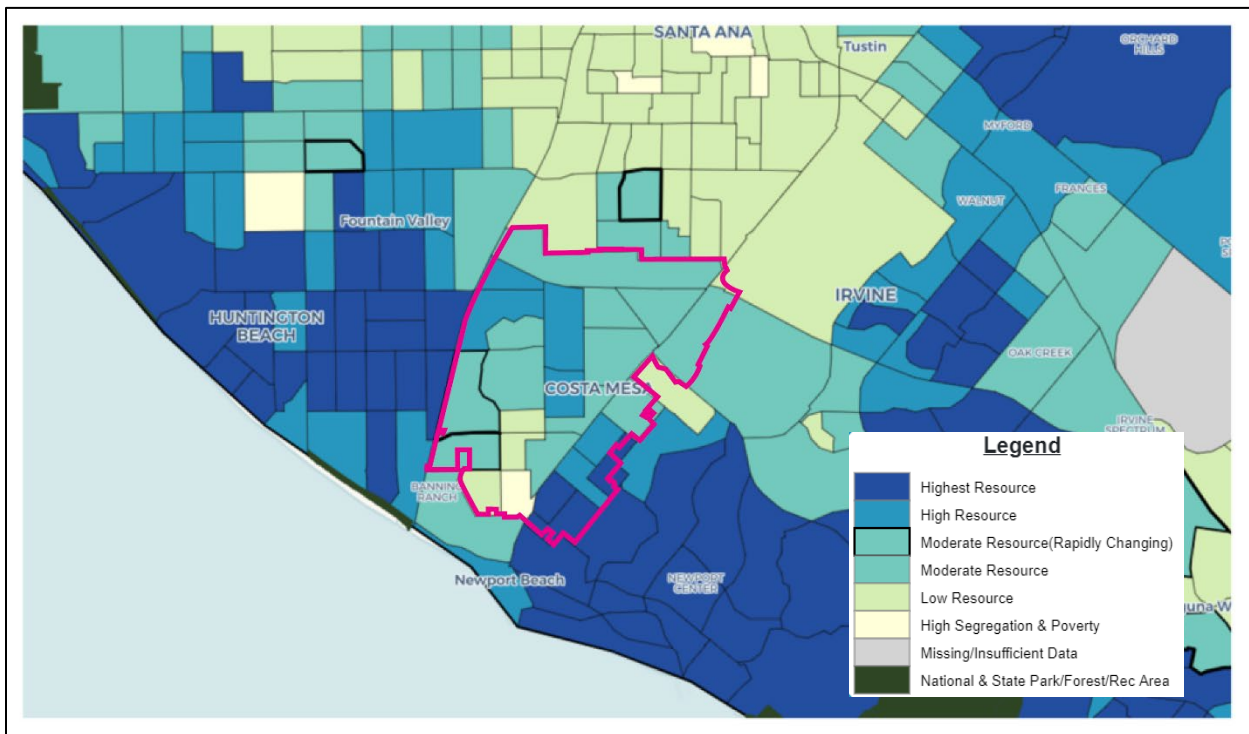 SANTA ANA
Tustin
ORCHARD
HILLS
MYFORD
FRANCES
WALNUT
Fountain Valley
IRVINE
HUNTINGTON
BEACH
OAK CREEK
COSTA MESA
IRVINE
SPECTRUM
BANNING
RANCH
Newport Beach
NEWPORT
CENTER
Legend
Highest Resource
High Resource
Moderate Resource(Rapidly Changing)
Moderate Resource
Low Resource
High Segregation & Poverty
Missing/Insufficient Data
National & State Park/Forest/Rec Area